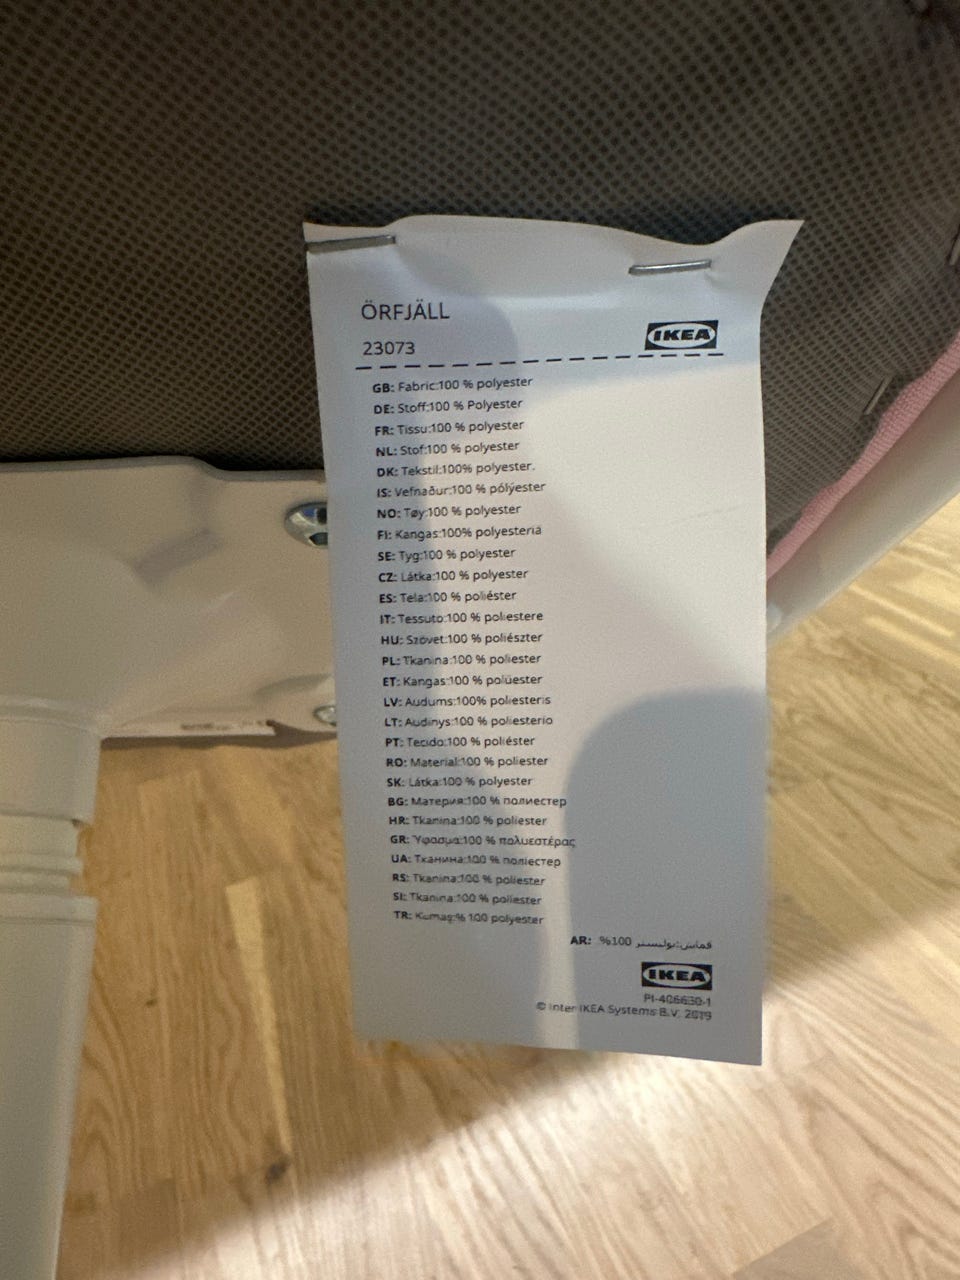 ÖRFJÄLL
23073
IKEA
GB: Fabric:100 % polyester
DE: Stoff:100 % Polyester
FR: Tissu:100 % polyester
NL: Stof:100 % polyester
DK: Tekstil:100% polyester.
IS: Vefnaður:100 % pólýester
NO: Tøy:100 % polyester
FI: Kangas:100% polyesteriä
SE: Tyg:100 % polyester
CZ: Látka:100 % polyester
ES: Tela:100 % poliéster
IT: Tessuto:100 % poliestere
HU: Szövet:100 % poliészter
PL: Tkanina:100 % poliester
ET: Kangas:100 % polüester
LV: Audums:100% poliesteris
LT: Audinys:100 % poliesterio
PT: Tecido:100 % poliéster
RO: Material:100 % poliester
SK: Látka:100 % polyester
BG: Материя:100 % полиестер
HR: Tkanina:100 % poliester
GR: Ύφασμα:100 % πολυεστέρας
UA: Тканина:100 % поліестер
RS: Tkanina:100 % poliester
SI: Tkanina:100 % poliester
TR: Kumaş:% 100 polyester
AR: قماش:بوليستر 100%
IKEA
PI-406630-1
© Inter IKEA Systems B.V. 2019